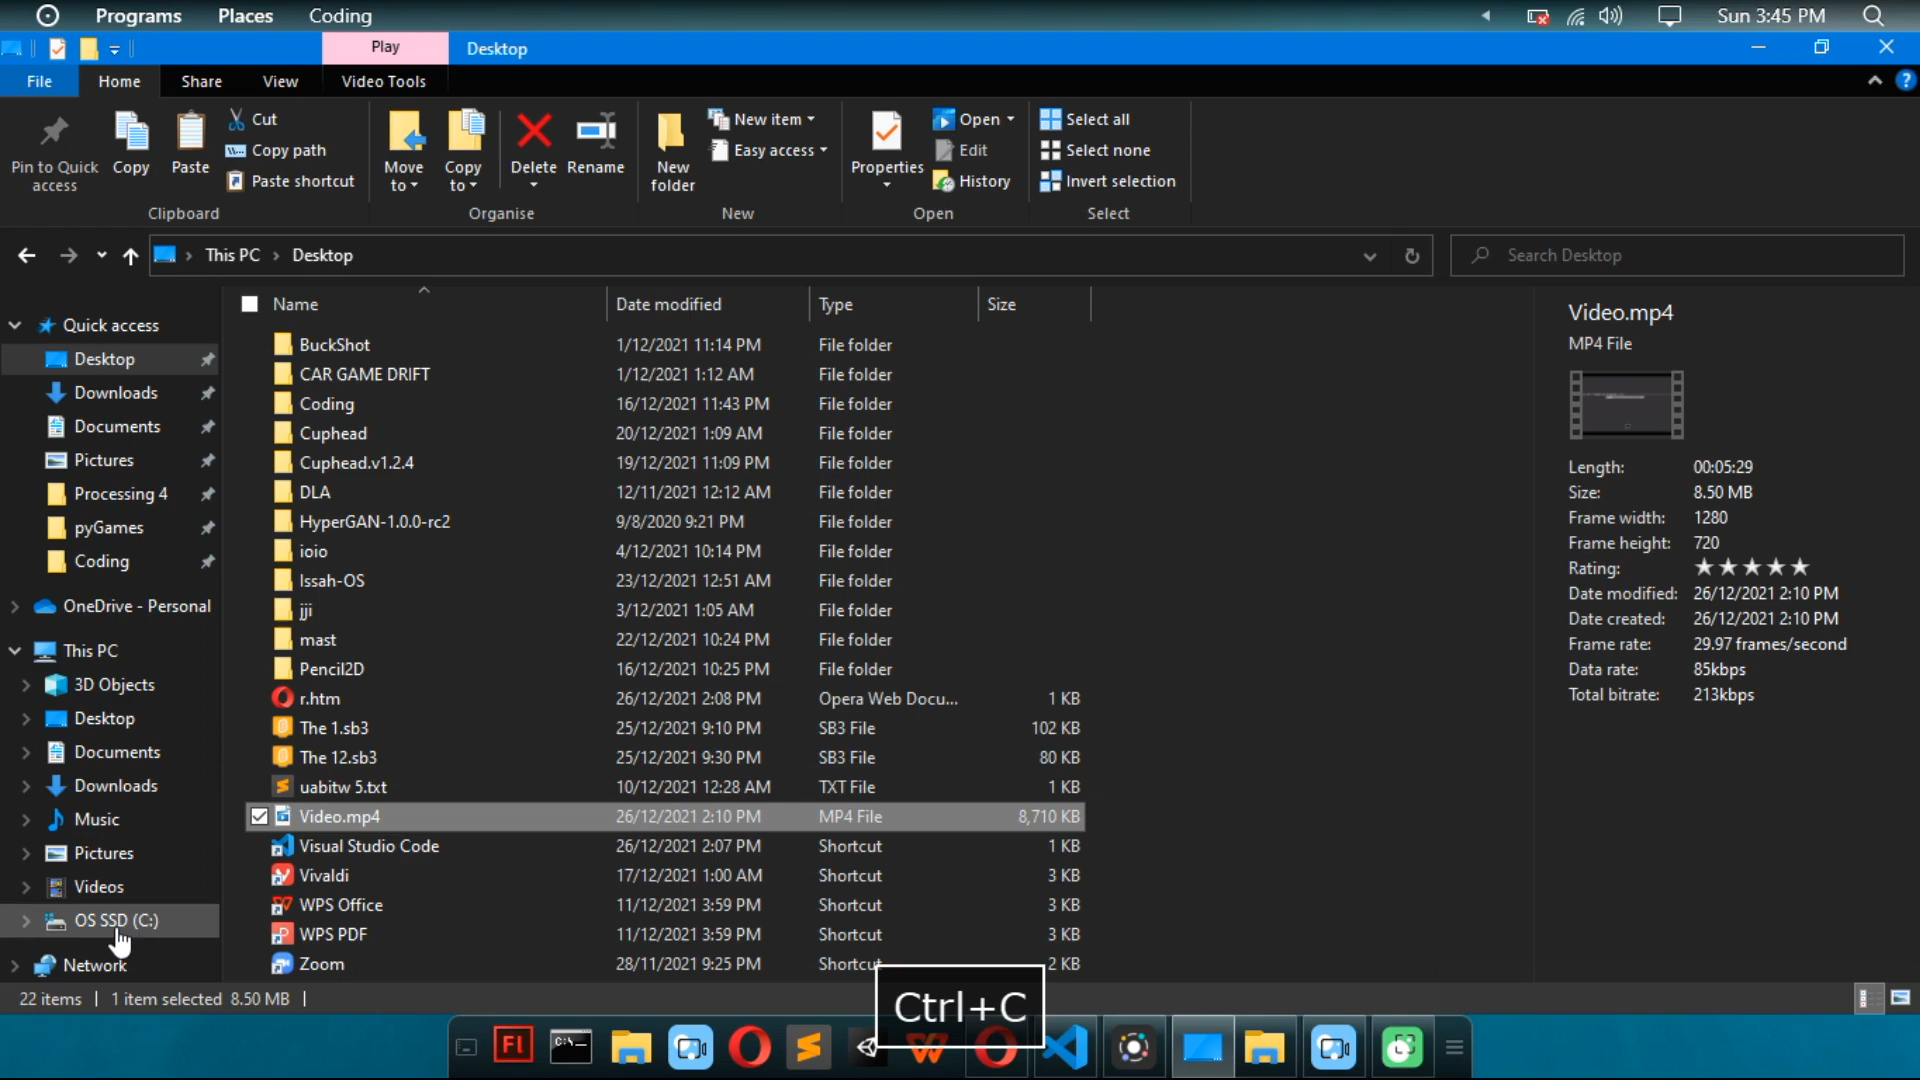 Programs Places Coding Sun 3:45 PM
Play Desktop
File Home Share View Video Tools
Pin to Quick access
Copy
Paste
Cut
Copy path
Paste shortcut
Clipboard
Move to
Copy to
Delete
Rename
Organise
New folder
New item
Easy access
New
Properties
Open
Edit
History
Open
Select all
Select none
Invert selection
Select
This PC Desktop
Search Desktop
Quick access
Desktop
Downloads
Documents
Pictures
Processing 4
pyGames
Coding
OneDrive - Personal
This PC
3D Objects
Desktop
Documents
Downloads
Music
Pictures
Videos
OS SSD (C:)
Network
Name Date modified Type Size
BuckShot 1/12/2021 11:14 PM File folder
CAR GAME DRIFT 1/12/2021 1:12 AM File folder
Coding 16/12/2021 11:43 PM File folder
Cuphead 20/12/2021 1:09 AM File folder
Cuphead.v1.2.4 19/12/2021 11:09 PM File folder
DLA 12/11/2021 12:12 AM File folder
HyperGAN-1.0.0-rc2 9/8/2020 9:21 PM File folder
ioio 4/12/2021 10:14 PM File folder
Issah-OS 23/12/2021 12:51 AM File folder
jji 3/12/2021 1:05 AM File folder
mast 22/12/2021 10:24 PM File folder
Pencil2D 16/12/2021 10:25 PM File folder
r.htm 26/12/2021 2:08 PM Opera Web Docu... 1 KB
The 1.sb3 25/12/2021 9:10 PM SB3 File 102 KB
The 12.sb3 25/12/2021 9:30 PM SB3 File 80 KB
uabitw 5.txt 10/12/2021 12:28 AM TXT File 1 KB
Video.mp4 26/12/2021 2:10 PM MP4 File 8,710 KB
Visual Studio Code 26/12/2021 2:07 PM Shortcut 1 KB
Vivaldi 17/12/2021 1:00 AM Shortcut 3 KB
WPS Office 11/12/2021 3:59 PM Shortcut 3 KB
WPS PDF 11/12/2021 3:59 PM Shortcut 3 KB
Zoom 28/11/2021 9:25 PM Shortcut 2 KB
Video.mp4
MP4 File
Length: 00:05:29
Size: 8.50 MB
Frame width: 1280
Frame height: 720
Rating:
Date modified: 26/12/2021 2:10 PM
Date created: 26/12/2021 2:10 PM
Frame rate: 29.97 frames/second
Data rate: 85kbps
Total bitrate: 213kbps
22 items 1 item selected 8.50 MB
Ctrl+C
Fl
C:\